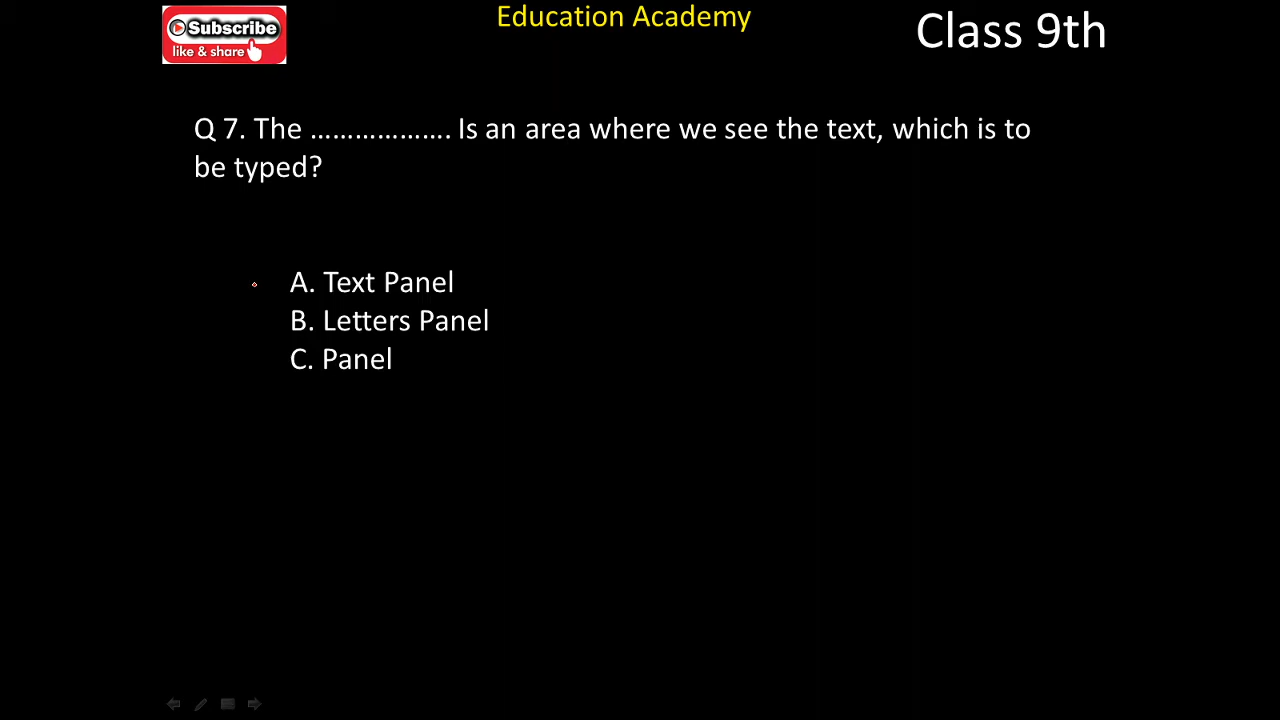 Subscribe
like & share
Education Academy
Class 9th
Q 7. The ………………. Is an area where we see the text, which is to
be typed?
A. Text Panel
B. Letters Panel
C. Panel